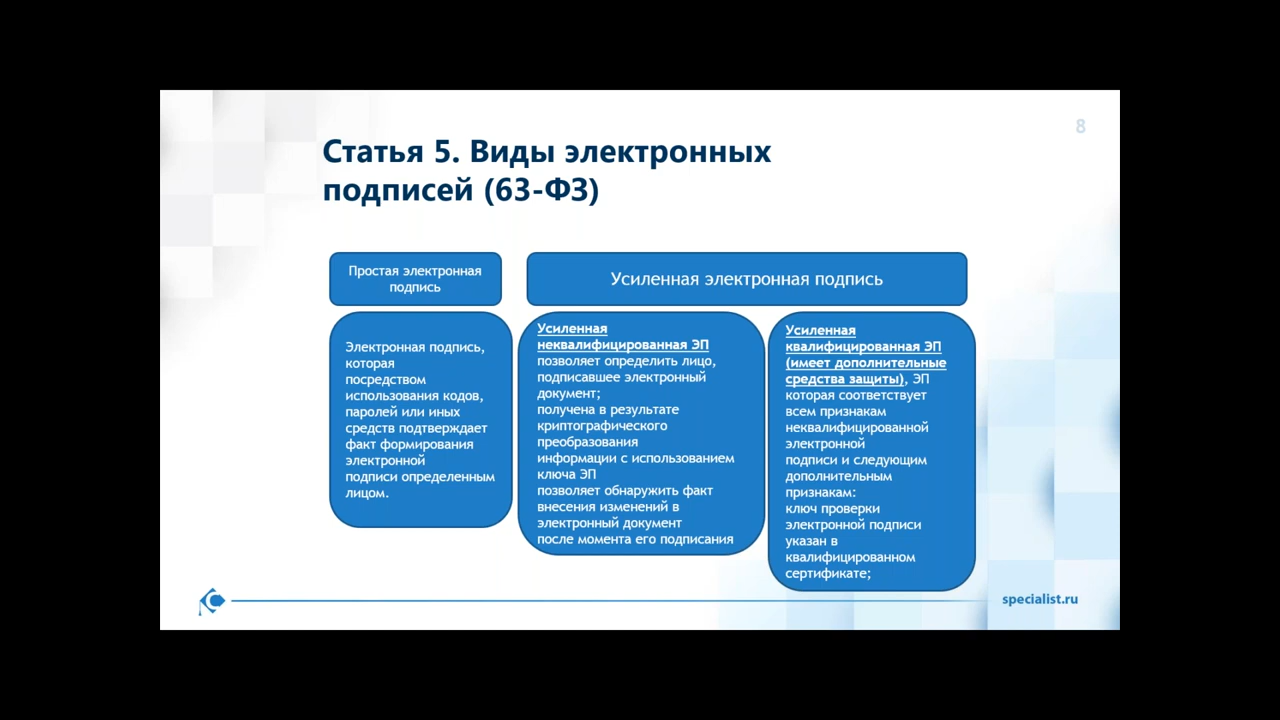 8
Статья 5. Виды электронных
подписей (63-ФЗ)
Простая электронная
подпись
Усиленная электронная подпись
Электронная подпись,
которая
посредством
использования кодов,
паролей или иных
средств подтверждает
факт формирования
электронной
подписи определенным
лицом.
Усиленная
неквалифицированная ЭП
позволяет определить лицо,
подписавшее электронный
документ;
получена в результате
криптографического
преобразования
информации с использованием
ключа ЭП
позволяет обнаружить факт
внесения изменений в
электронный документ
после момента его подписания
Усиленная
квалифицированная ЭП
(имеет дополнительные
средства защиты), ЭП
которая соответствует
всем признакам
неквалифицированной
электронной
подписи и следующим
дополнительным
признакам:
ключ проверки
электронной подписи
указан в
квалифицированном
сертификате;
specialist.ru